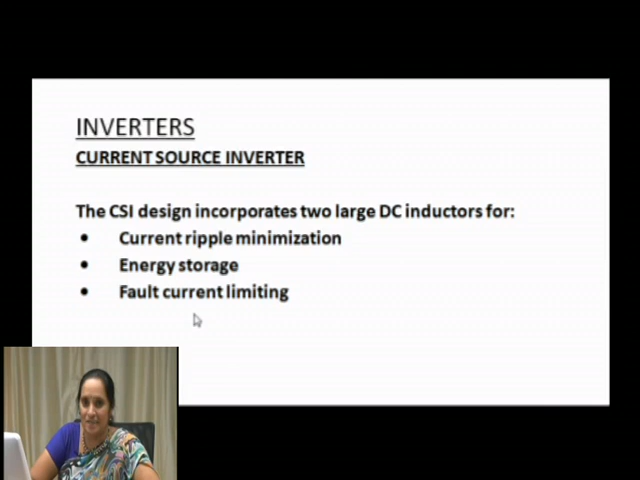 INVERTERS
CURRENT SOURCE INVERTER
The CSI design incorporates two large DC inductors for:
• Current ripple minimization
• Energy storage
• Fault current limiting